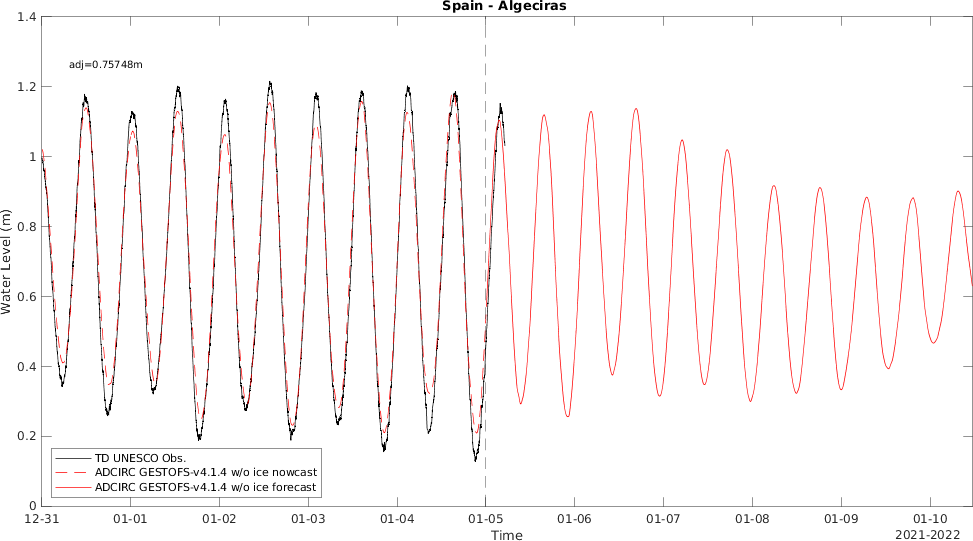 Spain - Algeciras
1.4
adj=0.75748m
1.2
1
0.8
Water Level (m)
0.6
0.4
0.2
TD UNESCO Obs.
ADCIRC GESTOFS-v4.1.4 w/o ice nowcast
ADCIRC GESTOFS-v4.1.4 w/o ice forecast
0
12-31 01-01 01-02 01-03 01-04 01-05 01-06 01-07 01-08 01-09 01-10
Time
2021-2022